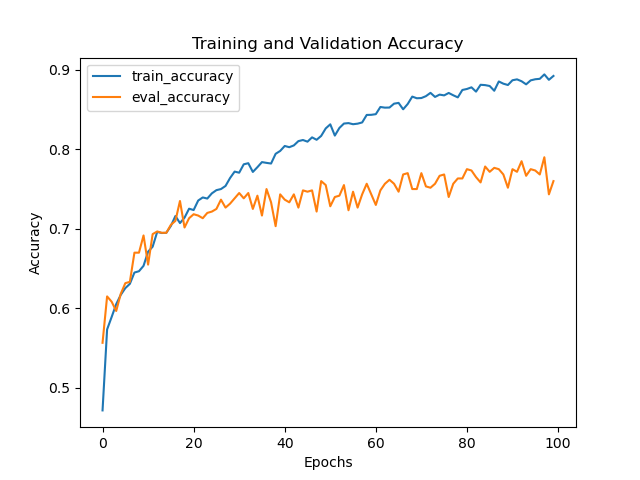 Training and Validation Accuracy
train_accuracy
eval_accuracy
0.9
0.8
0.7
0.6
0.5
Accuracy
0 20 40 60 80 100
Epochs